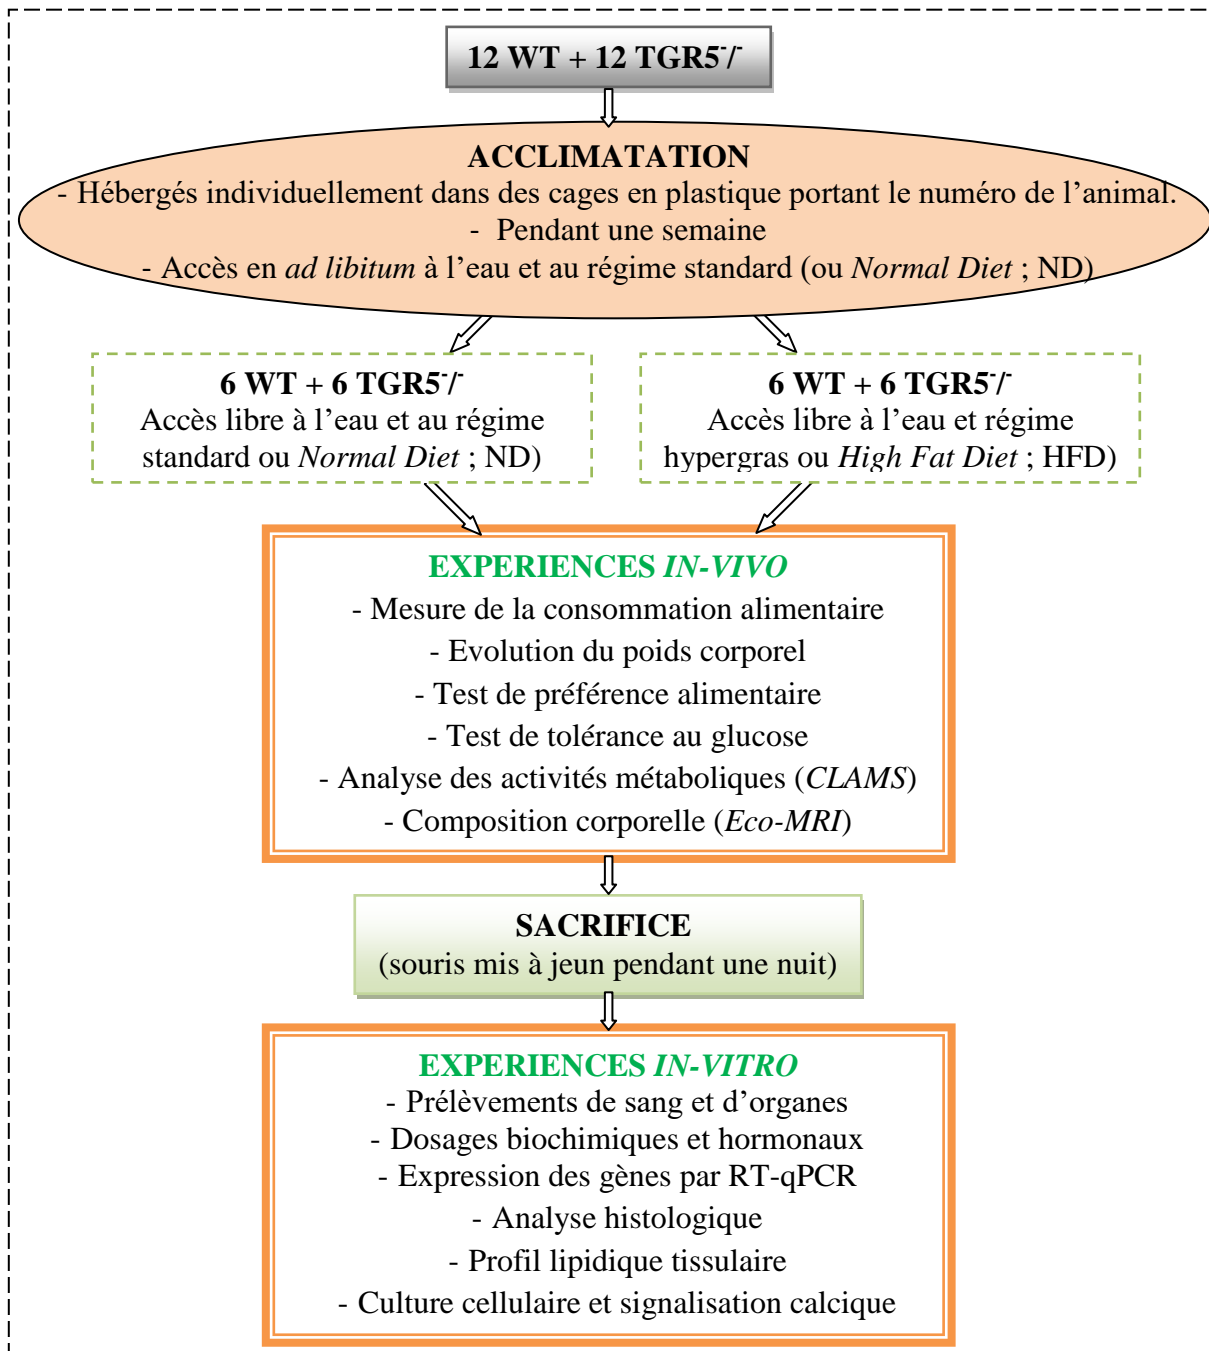 12 WT + 12 TGR5⁻/⁻
ACCLIMATATION
- Hébergés individuellement dans des cages en plastique portant le numéro de l’animal.
- Pendant une semaine
- Accès en ad libitum à l’eau et au régime standard (ou Normal Diet ; ND)
6 WT + 6 TGR5⁻/⁻
Accès libre à l’eau et au régime
standard ou Normal Diet ; ND)
6 WT + 6 TGR5⁻/⁻
Accès libre à l’eau et régime
hypergras ou High Fat Diet ; HFD)
EXPERIENCES IN-VIVO
- Mesure de la consommation alimentaire
- Evolution du poids corporel
- Test de préférence alimentaire
- Test de tolérance au glucose
- Analyse des activités métaboliques (CLAMS)
- Composition corporelle (Eco-MRI)
SACRIFICE
(souris mis à jeun pendant une nuit)
EXPERIENCES IN-VITRO
- Prélèvements de sang et d’organes
- Dosages biochimiques et hormonaux
- Expression des gènes par RT-qPCR
- Analyse histologique
- Profil lipidique tissulaire
- Culture cellulaire et signalisation calcique